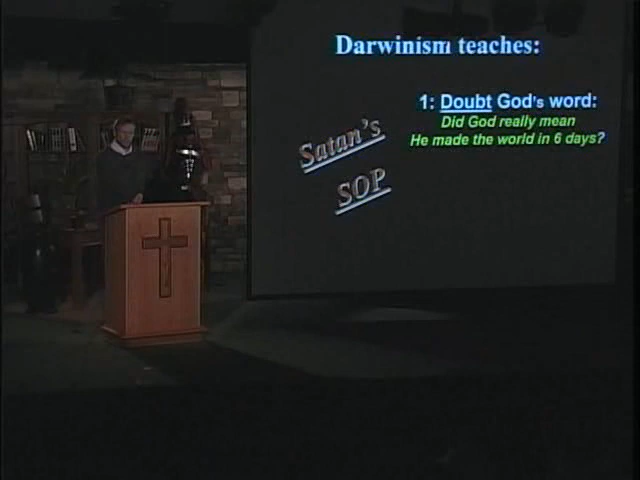 Darwinism teaches:
1: Doubt God's word:
Did God really mean
He made the world in 6 days?
Satan's
SOP